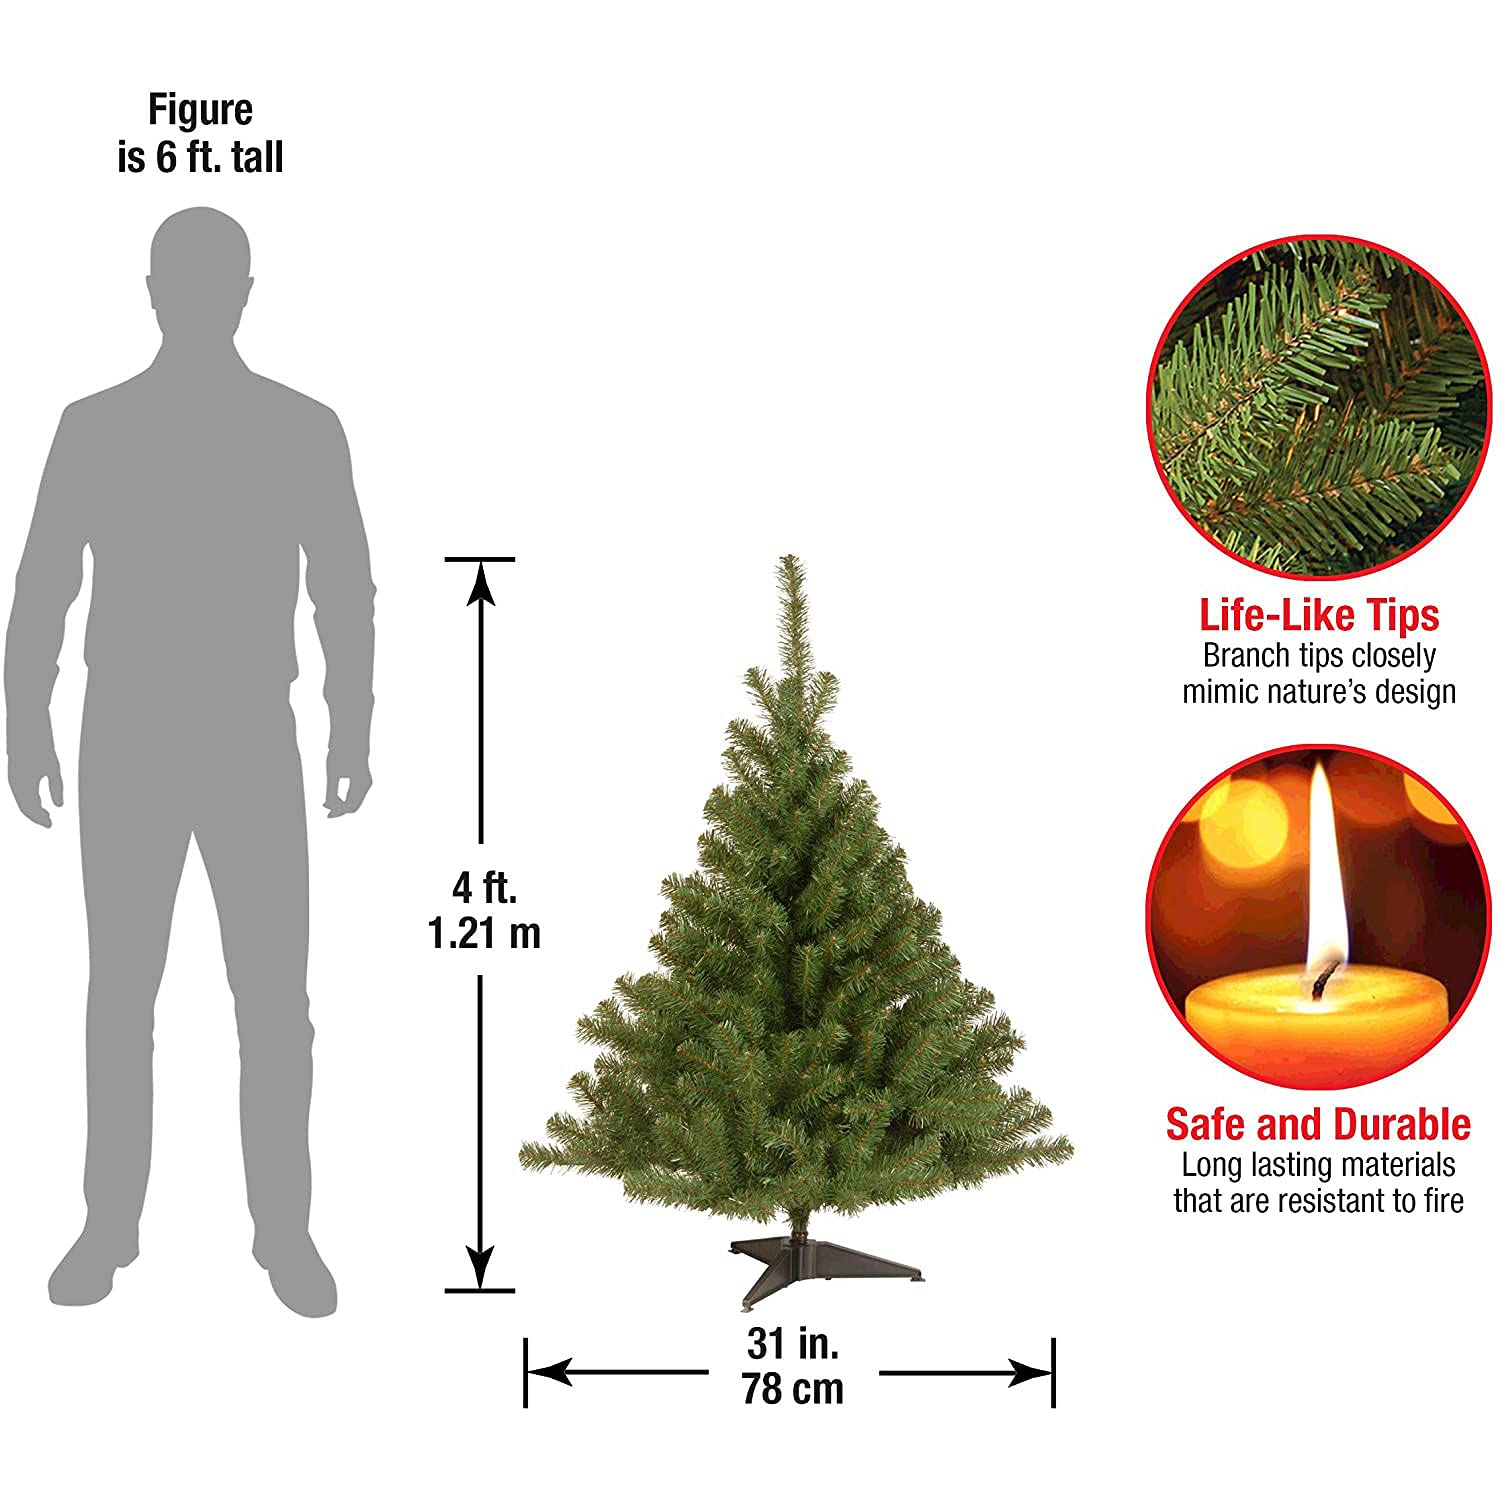 Figure
is 6 ft. tall
4 ft.
1.21 m
31 in.
78 cm
Life-Like Tips
Branch tips closely
mimic nature’s design
Safe and Durable
Long lasting materials
that are resistant to fire